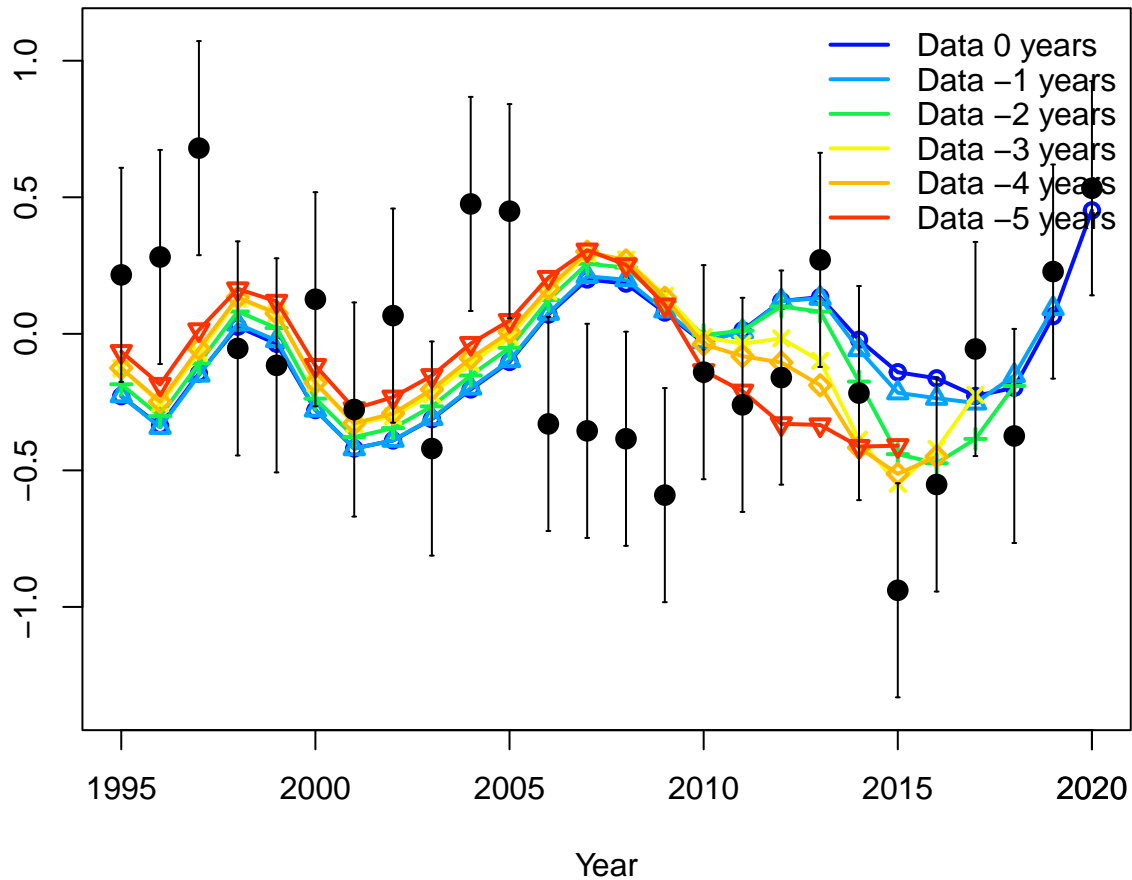 Data 0 years
Data −1 years
Data −2 years
Data −3 years
Data −4 years
Data −5 years
1.0
0.5
0.0
−0.5
−1.0
1995 2000 2005 2010 2015 2020
Year